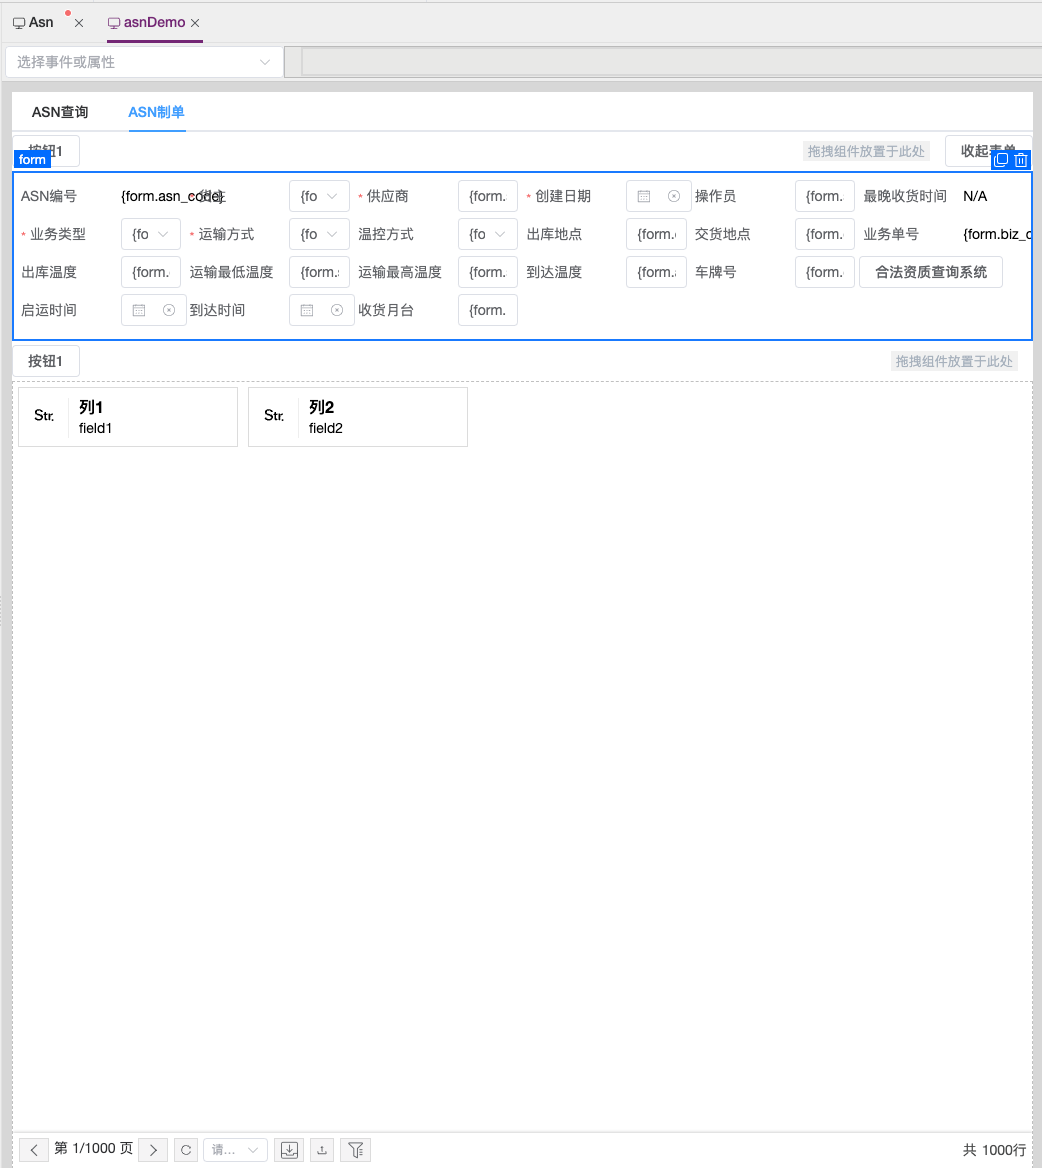 Asn
asnDemo
选择事件或属性
ASN查询 ASN制单
按钮1 拖拽组件放置于此处 收起表单
form
ASN编号 {form.asn_code} {fo * 供应商 {form. * 创建日期 操作员 {form. 最晚收货时间 N/A
* 业务类型 {fo * 运输方式 {fo 温控方式 {fo 出库地点 {form. 交货地点 {form. 业务单号 {form.biz_c
出库温度 {form. 运输最低温度 {form. 运输最高温度 {form. 到达温度 {form. 车牌号 {form. 合法资质查询系统
启运时间 到达时间 收货月台 {form.
按钮1 拖拽组件放置于此处
Str. 列1 Str. 列2
field1 field2
第 1/1000 页 请... 共 1000行